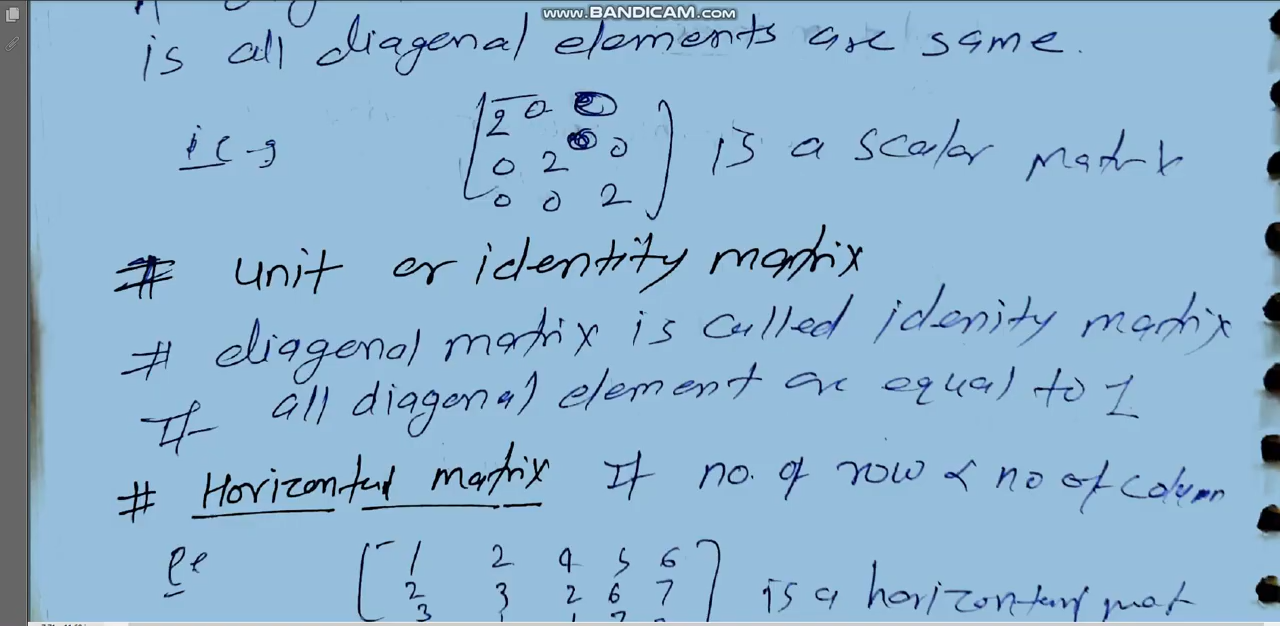 www.BANDICAM.com
is all diagenal elements are same.
[ 2 0
0 2 0
0 0 2 ] is a scalar matrix
# unit or identity matrix
# diagenal matrix is called idenity matrix
If all diagonal element are equal to 1
# Horizontal matrix If no. of row < no of column
[ 1 2 4 5 6
2 3 2 6 7
3 is a horizontal mat